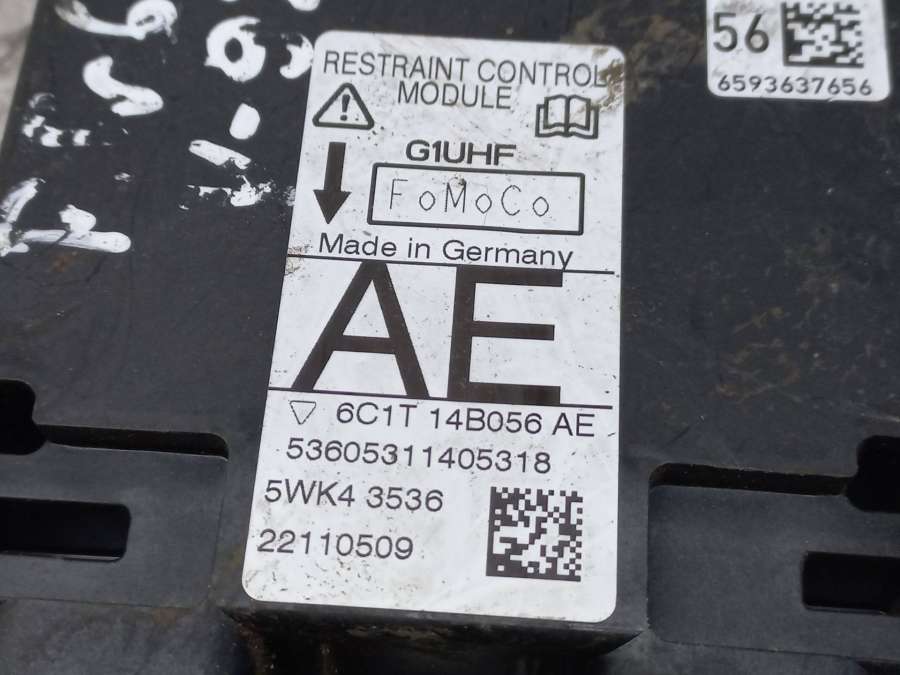 56
6593637656
RESTRAINT CONTROL
MODULE
G1UHF
FoMoCo
Made in Germany
AE
6C1T 14B056 AE
53605311405318
5WK4 3536
22110509